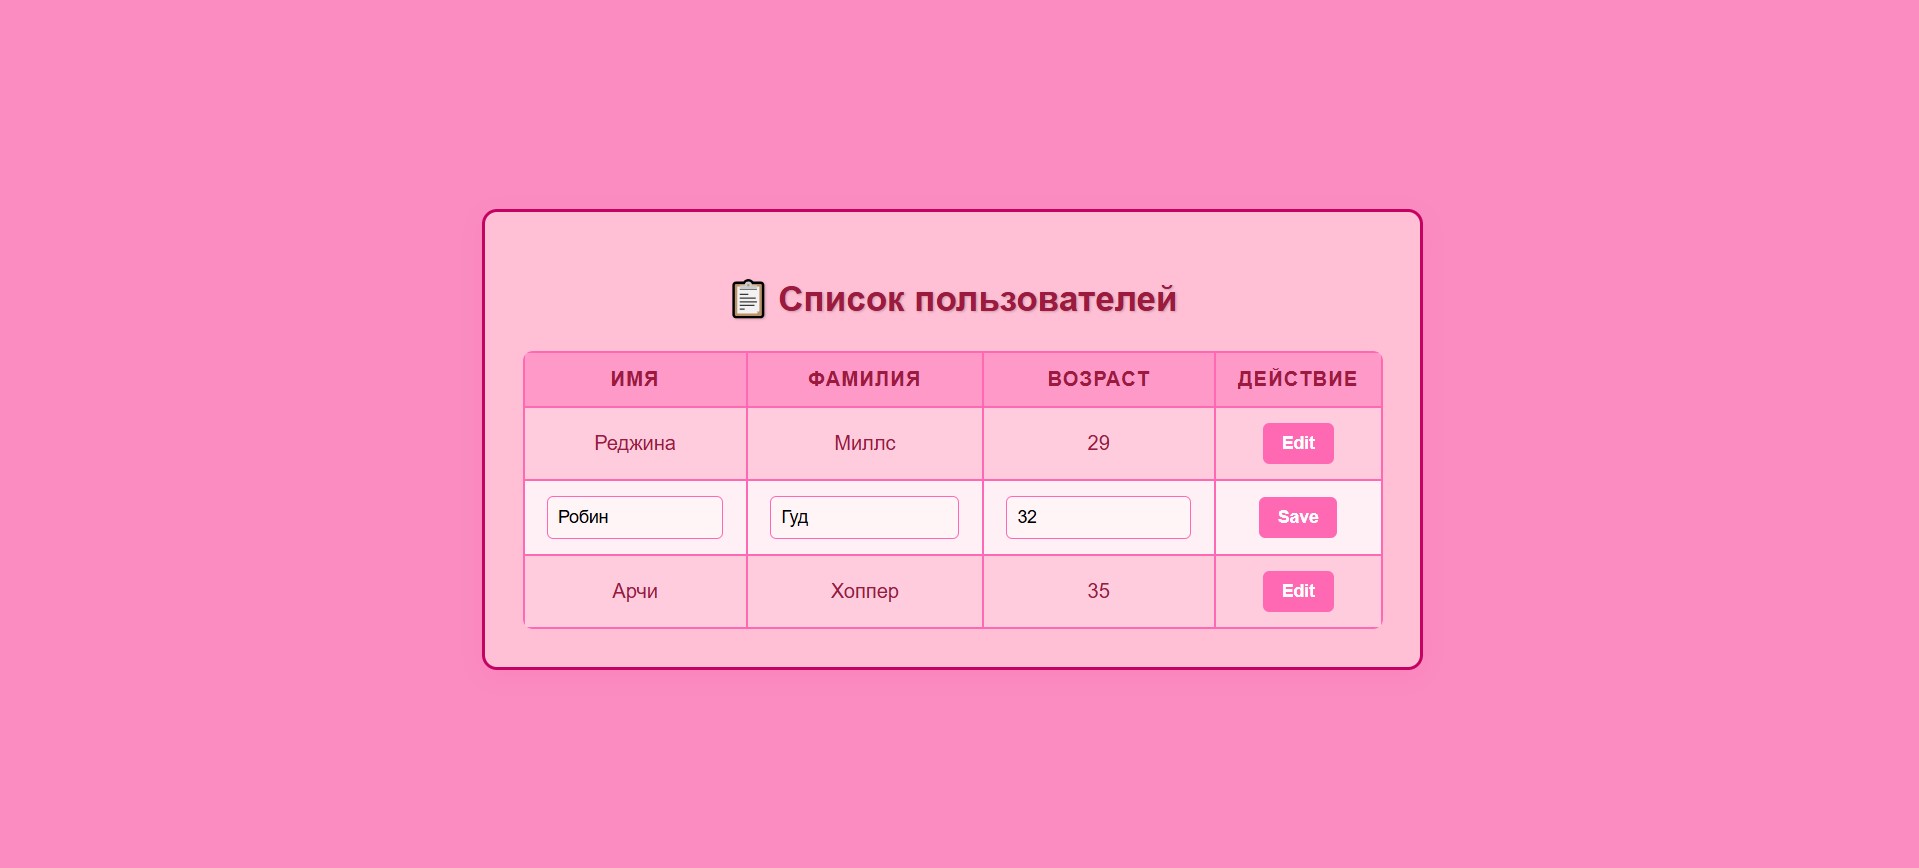 Список пользователей
ИМЯ ФАМИЛИЯ ВОЗРАСТ ДЕЙСТВИЕ
Реджина Миллс 29 Edit
Робин Гуд 32 Save
Арчи Хоппер 35 Edit